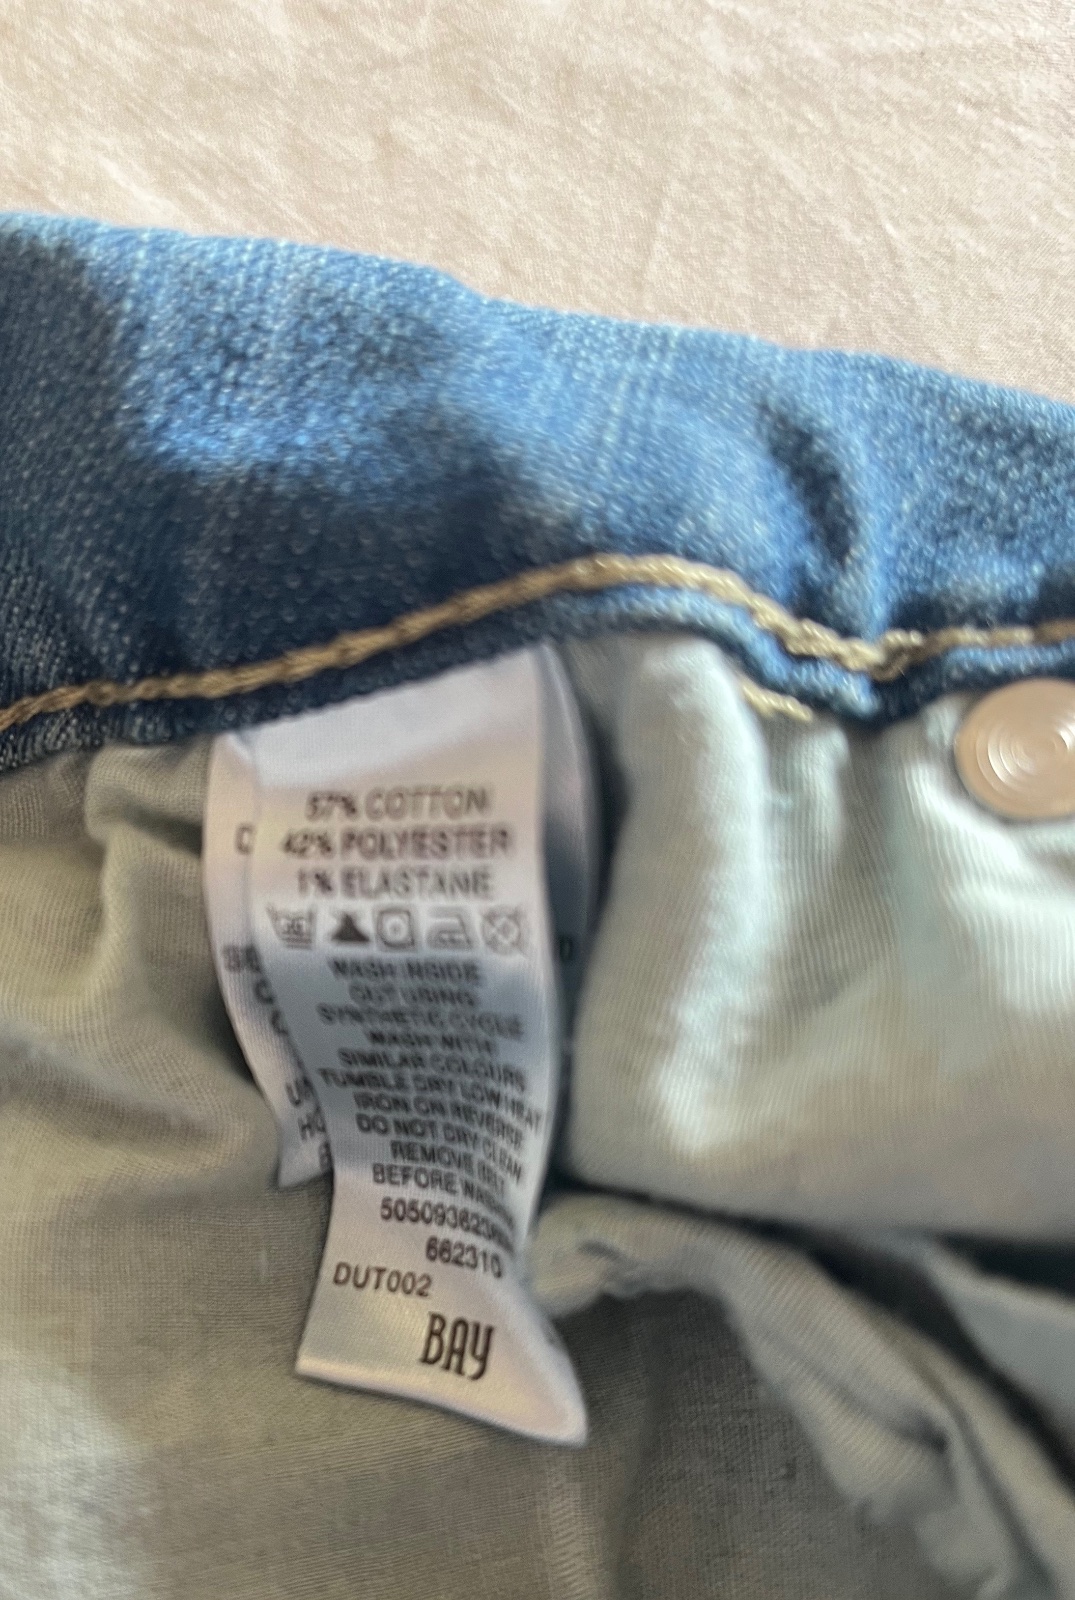 57% COTTON
42% POLYESTER
1% ELASTANE
WASH INSIDE
OUT USING
SYNTHETIC CYCLE
WASH WITH
SIMILAR COLOURS
TUMBLE DRY LOW HEAT
IRON ON REVERSE
DO NOT DRY CLEAN
REMOVE BELT
BEFORE
662310
DUT002
BAY